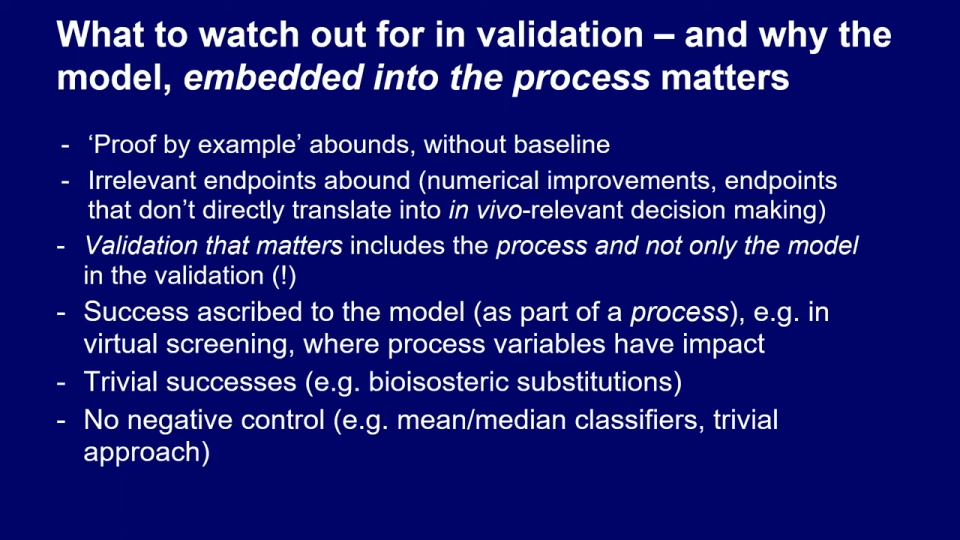 What to watch out for in validation – and why the
model, embedded into the process matters
- ‘Proof by example’ abounds, without baseline
- Irrelevant endpoints abound (numerical improvements, endpoints
that don’t directly translate into in vivo-relevant decision making)
- Validation that matters includes the process and not only the model
in the validation (!)
- Success ascribed to the model (as part of a process), e.g. in
virtual screening, where process variables have impact
- Trivial successes (e.g. bioisosteric substitutions)
- No negative control (e.g. mean/median classifiers, trivial
approach)